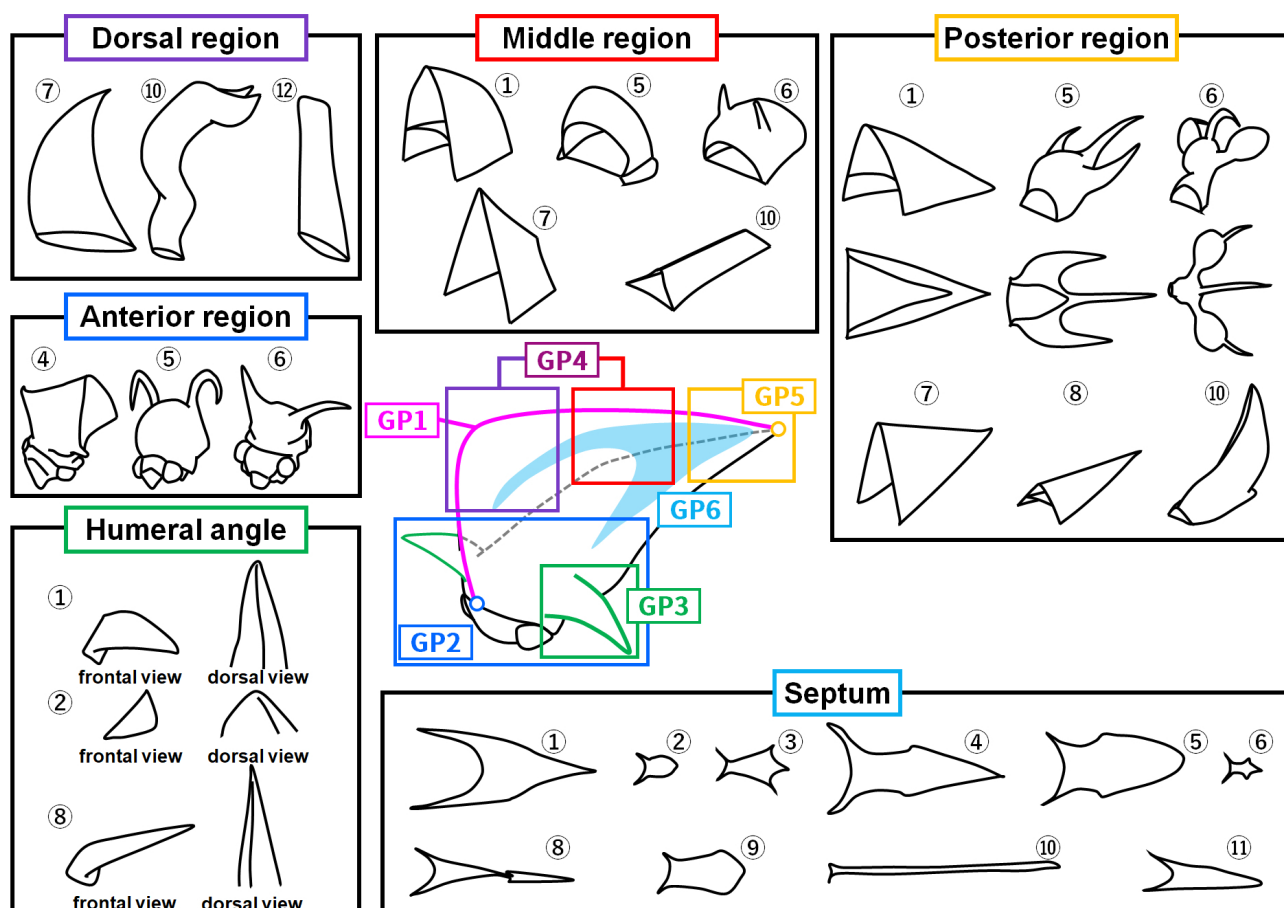 Dorsal region
⑦ ⑩ ⑫
Middle region
① ⑤ ⑥
⑦ ⑩
Posterior region
① ⑤ ⑥
⑦ ⑧ ⑩
Anterior region
④ ⑤ ⑥
GP4
GP1
GP5
GP6
GP3
GP2
Humeral angle
①
frontal view dorsal view
②
frontal view dorsal view
⑧
frontal view dorsal view
Septum
① ② ③ ④ ⑤ ⑥
⑧ ⑨ ⑩ ⑪